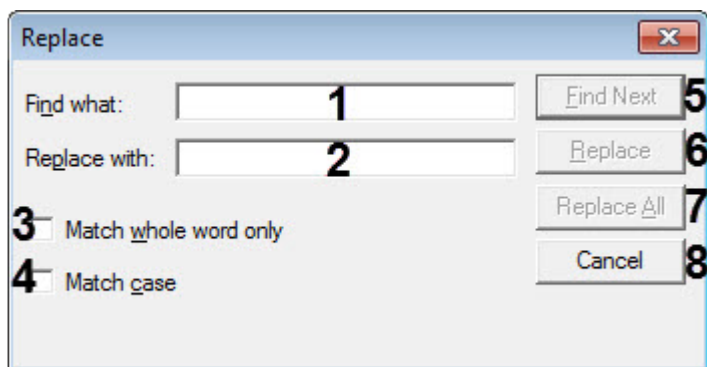 Replace
Find what: 1
Find Next 5
Replace with: 2
Replace 6
3 Match whole word only
Replace All 7
4 Match case
Cancel 8